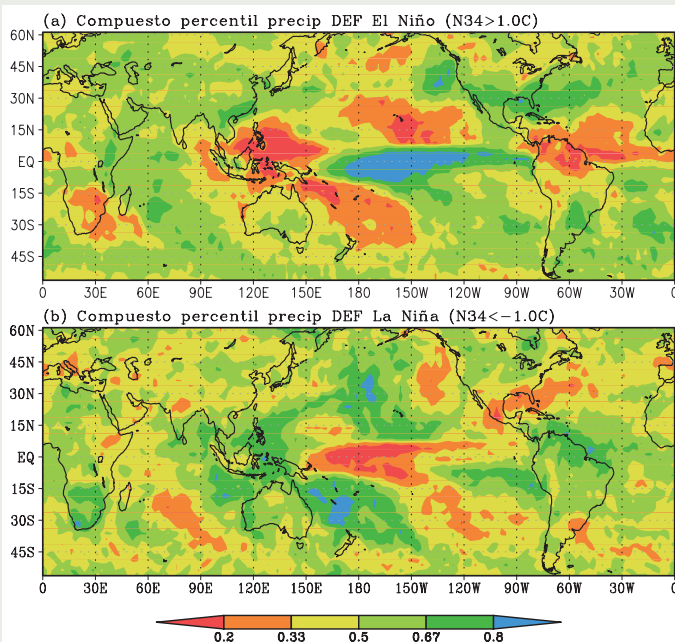 (a) Compuesto percentil precip DEF El Niño (N34>1.0C)
60N
45N
30N
15N
EQ
15S
30S
45S
0 30E 60E 90E 120E 150E 180 150W 120W 90W 60W 30W 0
(b) Compuesto percentil precip DEF La Niña (N34<-1.0C)
60N
45N
30N
15N
EQ
15S
30S
45S
0 30E 60E 90E 120E 150E 180 150W 120W 90W 60W 30W 0
0.2 0.33 0.5 0.67 0.8